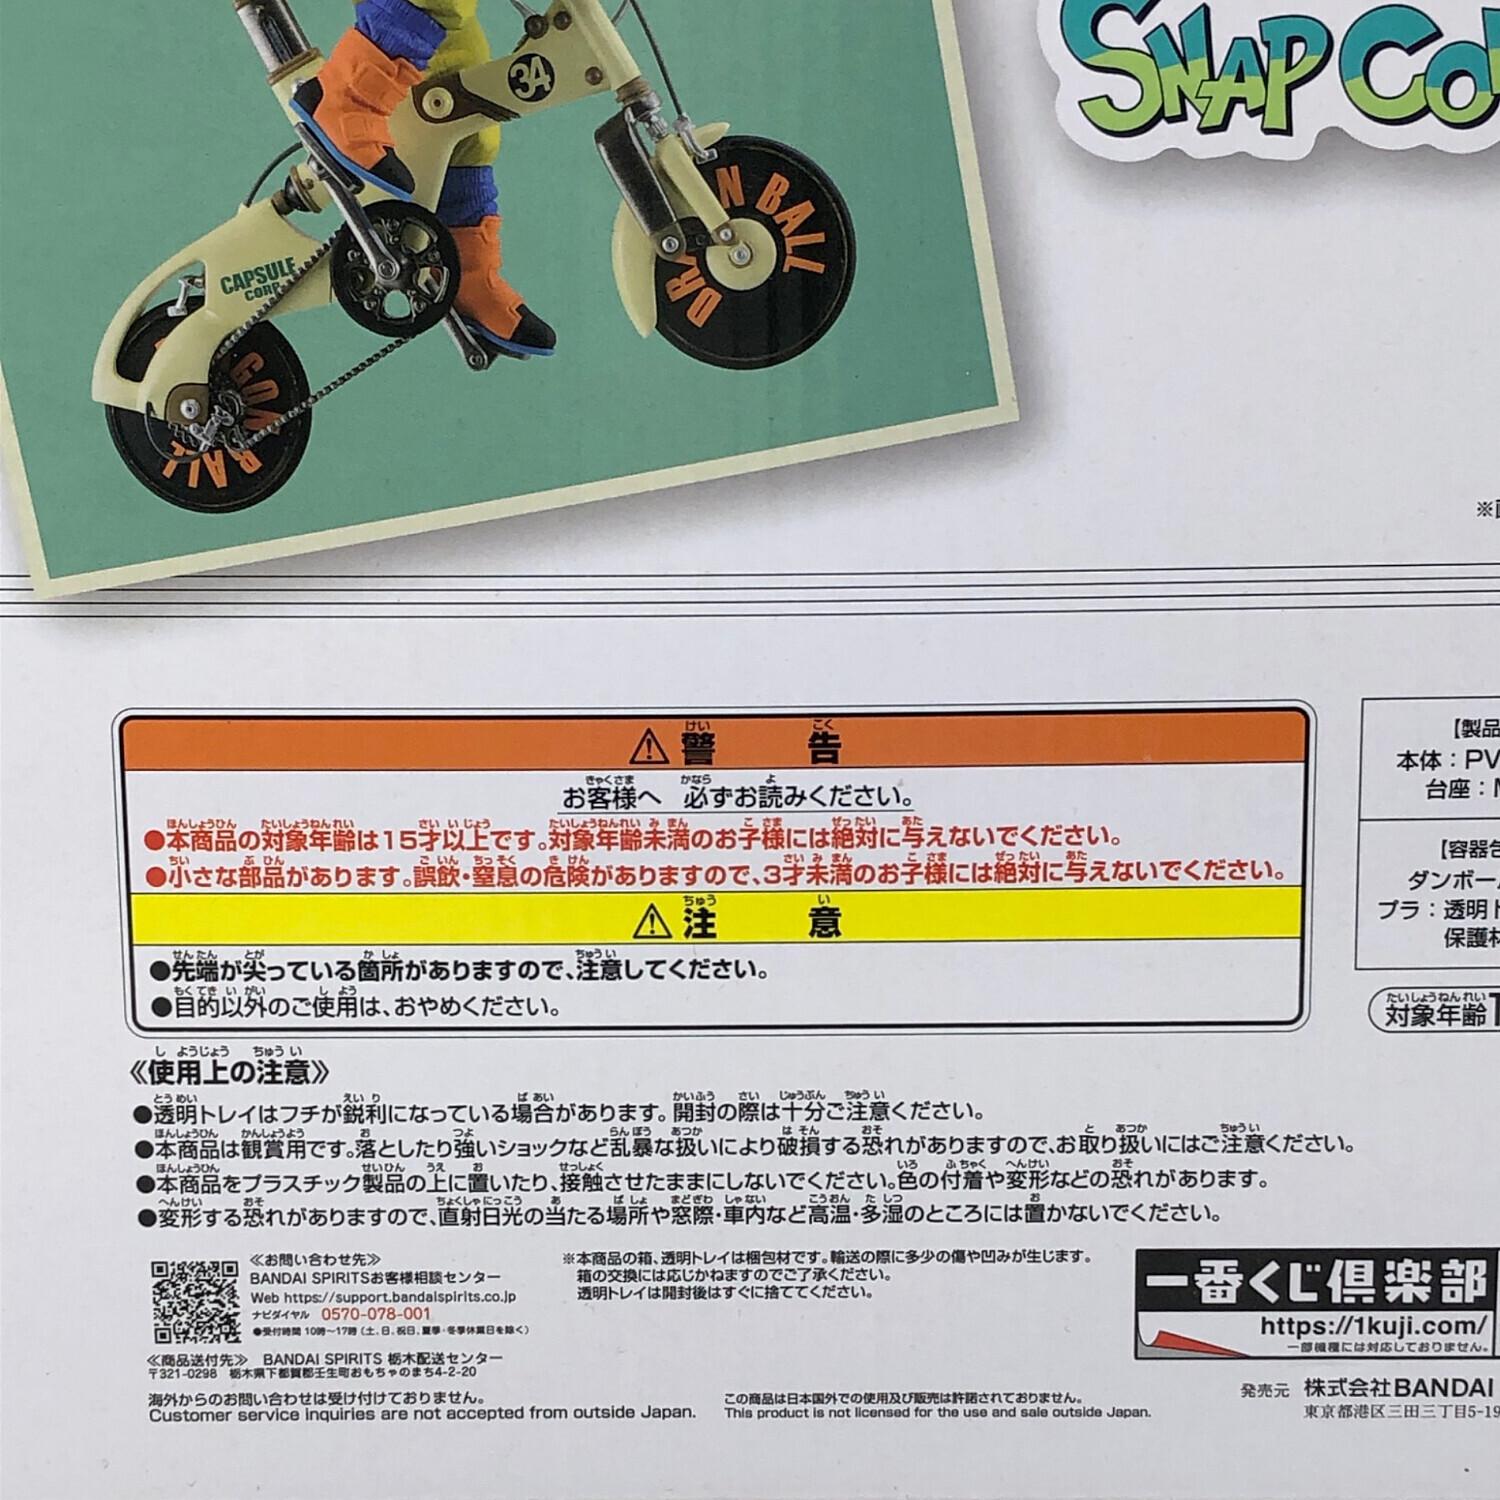 SNAP CO
34
DRAGON BALL
CAPSULE
CORP.
BALL
警告
お客様へ 必ずお読みください。
●本商品の対象年齢は15才以上です。対象年齢未満のお子様には絶対に与えないでください。
●小さな部品があります。誤飲・窒息の危険がありますので、3才未満のお子様には絶対に与えないでください。
注意
●先端が尖っている箇所がありますので、注意してください。
●目的以外のご使用は、おやめください。
【製品
本体：PV
台座：
【容器包
ダンボー
プラ：透明ト
保護材
対象年齢1
《使用上の注意》
●透明トレイはフチが鋭利になっている場合があります。開封の際は十分ご注意ください。
●本商品は観賞用です。落としたり強いショックなど乱暴な扱いにより破損する恐れがありますので、お取り扱いにはご注意ください。
●本商品をプラスチック製品の上に置いたり、接触させたままにしないでください。色の付着や変形などの恐れがあります。
●変形する恐れがありますので、直射日光の当たる場所や窓際・車内など高温・多湿のところには置かないでください。
≪お問い合わせ先≫
BANDAI SPIRITSお客様相談センター
Web https://support.bandaispirits.co.jp
ナビダイヤル 0570-078-001
●受付時間 10時～17時（土、日、祝日、夏季・冬季休業日を除く）
≪商品送付先≫ BANDAI SPIRITS 栃木配送センター
〒321-0298 栃木県下都賀郡壬生町おもちゃのまち4-2-20
※本商品の箱、透明トレイは梱包材です。輸送の際に多少の傷や凹みが生じます。
箱の交換には応じかねますのでご了承ください。
透明トレイは開封後はすぐに捨ててください。
一番くじ倶楽部
https://1kuji.com/
一部機種には対応しておりません。
海外からのお問い合わせは受け付けておりません。
Customer service inquiries are not accepted from outside Japan.
この商品は日本国外での使用及び販売は許諾されておりません。
This product is not licensed for the use and sale outside Japan.
発売元 株式会社BANDAI
東京都港区三田三丁目5-19